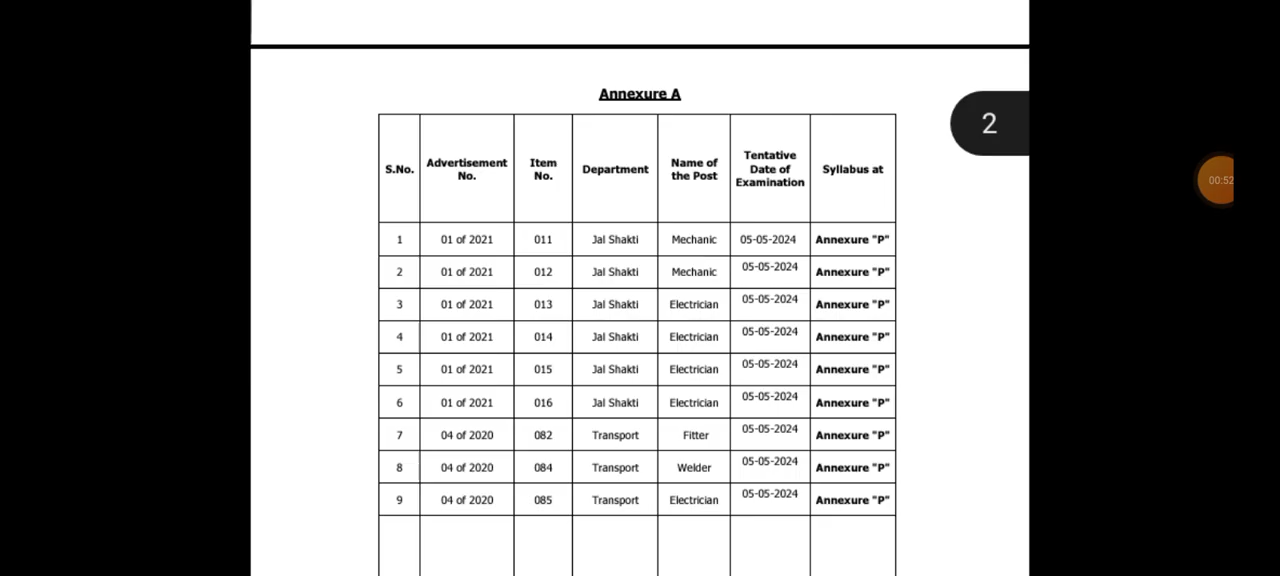 Annexure A
2
00:52
S.No. Advertisement No. Item No. Department Name of the Post Tentative Date of Examination Syllabus at
1 01 of 2021 011 Jal Shakti Mechanic 05-05-2024 Annexure "P"
2 01 of 2021 012 Jal Shakti Mechanic 05-05-2024 Annexure "P"
3 01 of 2021 013 Jal Shakti Electrician 05-05-2024 Annexure "P"
4 01 of 2021 014 Jal Shakti Electrician 05-05-2024 Annexure "P"
5 01 of 2021 015 Jal Shakti Electrician 05-05-2024 Annexure "P"
6 01 of 2021 016 Jal Shakti Electrician 05-05-2024 Annexure "P"
7 04 of 2020 082 Transport Fitter 05-05-2024 Annexure "P"
8 04 of 2020 084 Transport Welder 05-05-2024 Annexure "P"
9 04 of 2020 085 Transport Electrician 05-05-2024 Annexure "P"